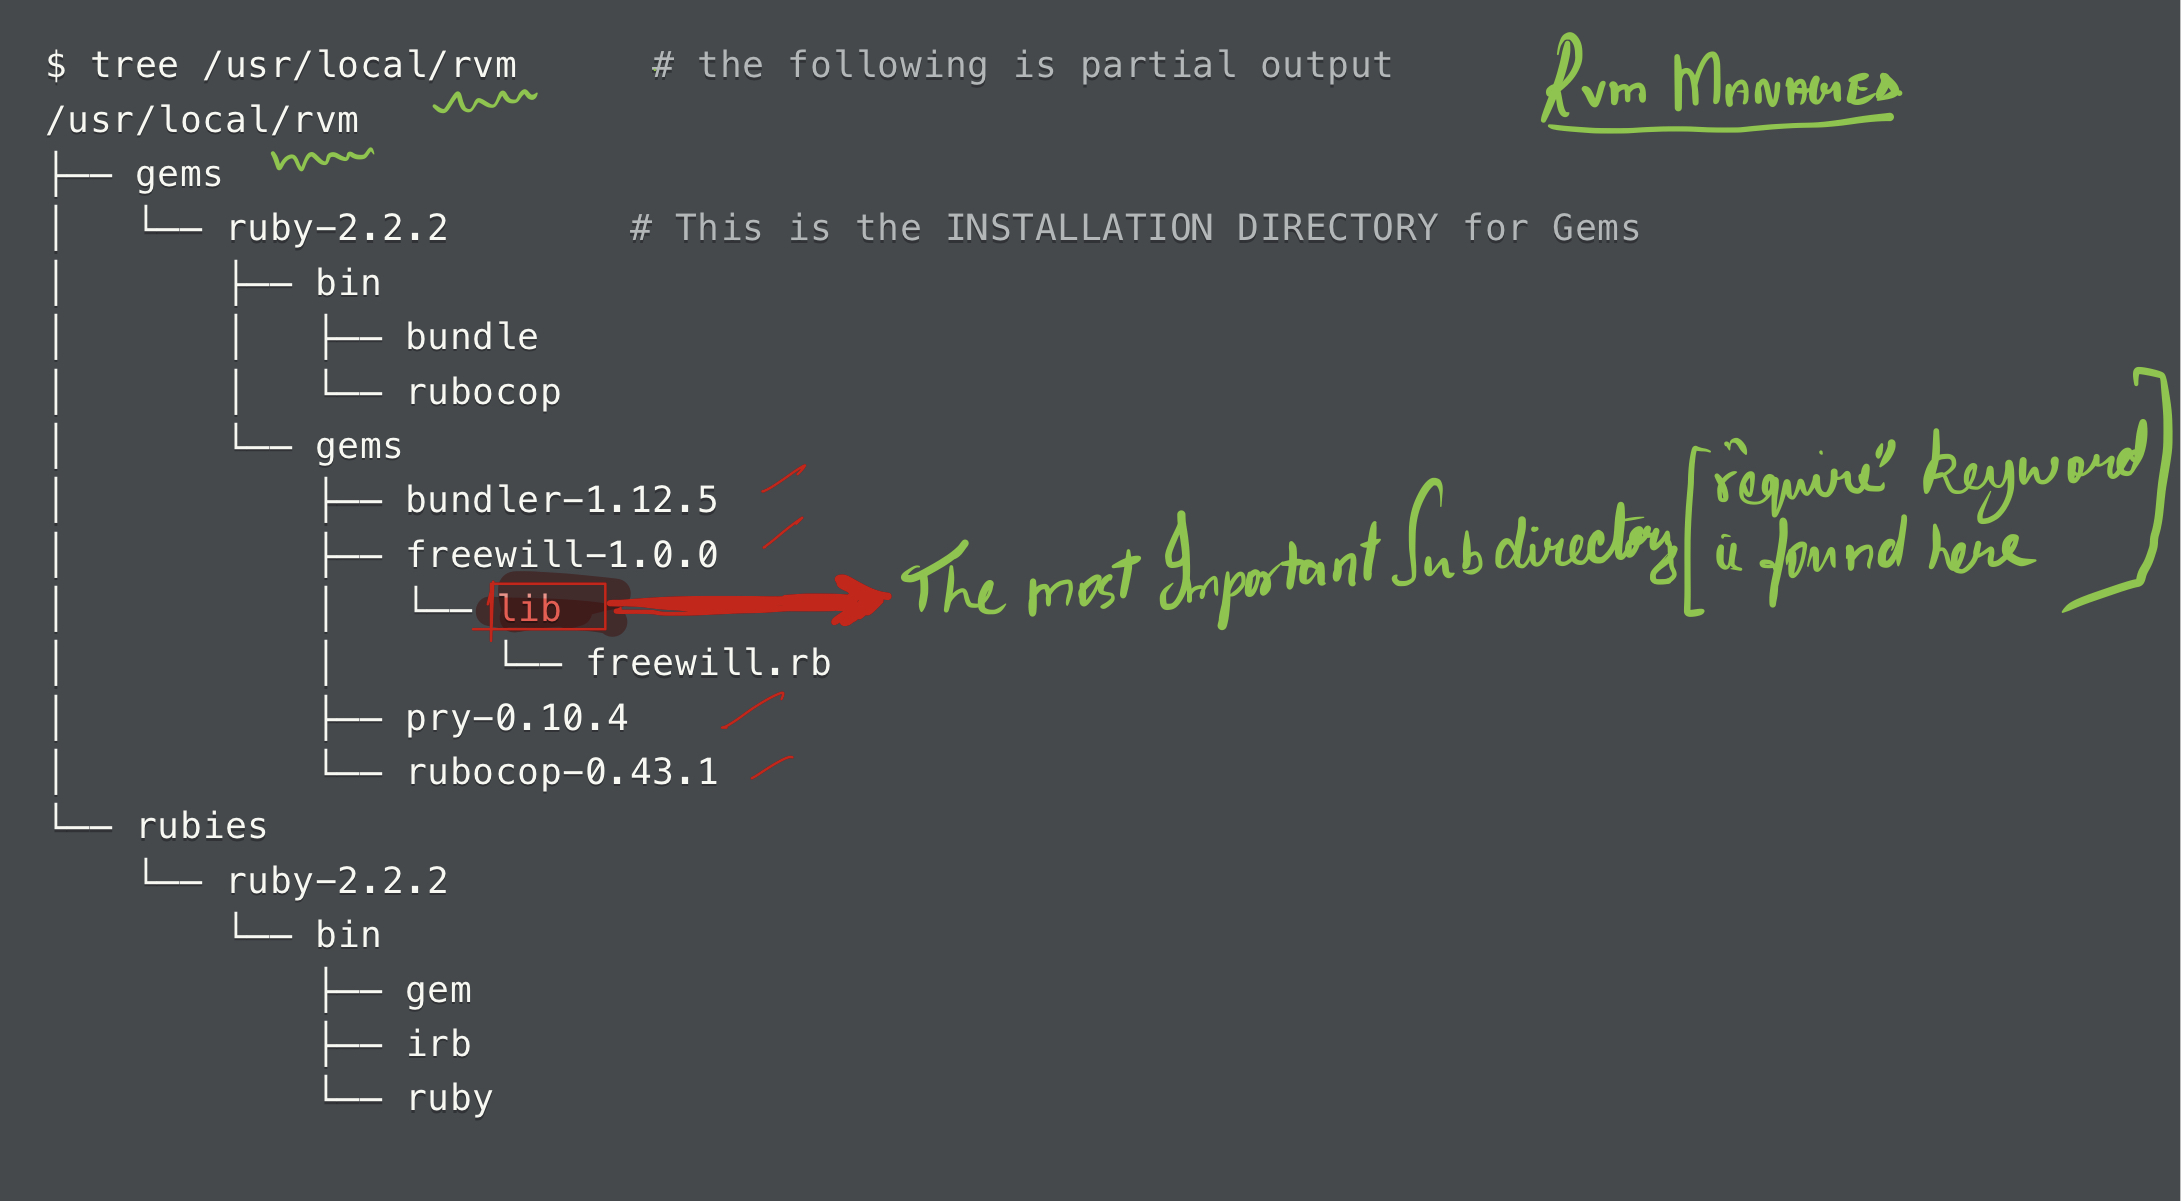 $ tree /usr/local/rvm      # the following is partial output
Rvm MANAGED
/usr/local/rvm
├── gems
│   └── ruby-2.2.2        # This is the INSTALLATION DIRECTORY for Gems
│       ├── bin
│       │   ├── bundle
│       │   └── rubocop
│       └── gems
│           ├── bundler-1.12.5
│           ├── freewill-1.0.0
│           │   └── lib
The most Important Subdirectory ["require" keyword
is found here]
│           │       └── freewill.rb
│           ├── pry-0.10.4
│           └── rubocop-0.43.1
└── rubies
    └── ruby-2.2.2
        └── bin
            ├── gem
            ├── irb
            └── ruby